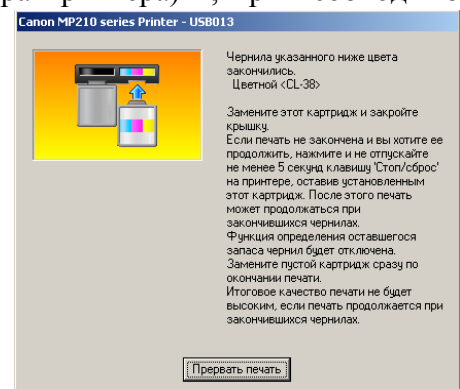 Canon MP210 series Printer - USB013
Чернила указанного ниже цвета
закончились.
Цветной <CL-38>
Замените этот картридж и закройте
крышку.
Если печать не закончена и вы хотите ее
продолжить, нажмите и не отпускайте
не менее 5 секунд клавишу 'Стоп/сброс'
на принтере, оставив установленным
этот картридж. После этого печать
может продолжаться при
закончившихся чернилах.
Функция определения оставшегося
запаса чернил будет отключена.
Замените пустой картридж сразу по
окончании печати.
Итоговое качество печати не будет
высоким, если печать продолжается при
закончившихся чернилах.
Прервать печать